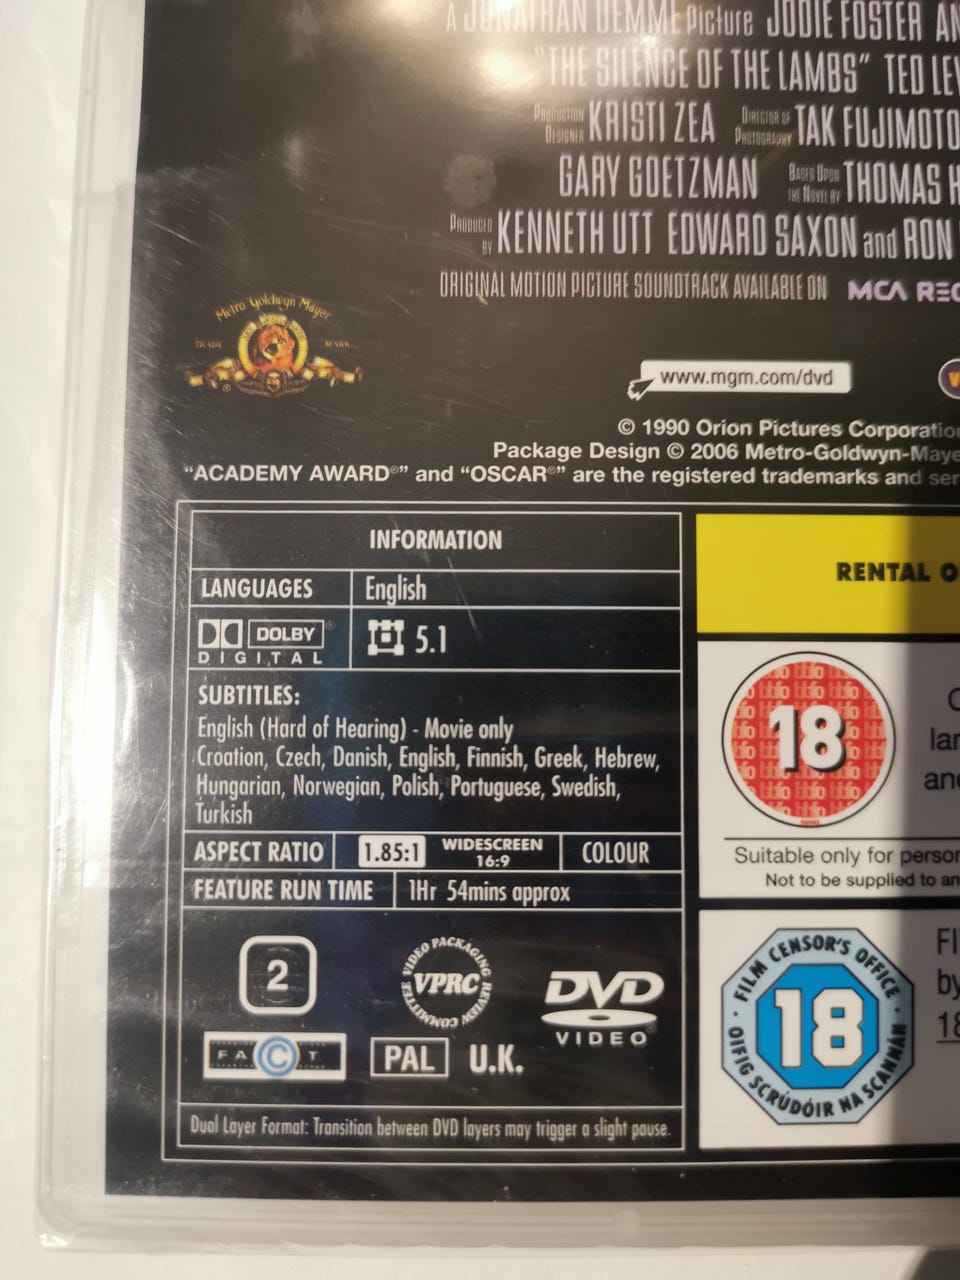 A JONATHAN DEMME Picture JODIE FOSTER AN
"THE SILENCE OF THE LAMBS" TED LEV
PRODUCTION DESIGNER KRISTI ZEA DIRECTOR OF PHOTOGRAPHY TAK FUJIMOTO
GARY GOETZMAN BASED UPON THE NOVEL BY THOMAS H
PRODUCED BY KENNETH UTT EDWARD SAXON and RON
ORIGINAL MOTION PICTURE SOUNDTRACK AVAILABLE ON MCA REC
Metro Goldwyn Mayer
TRADE MARK
www.mgm.com/dvd
© 1990 Orion Pictures Corporation
Package Design © 2006 Metro-Goldwyn-Maye
"ACADEMY AWARD®" and "OSCAR®" are the registered trademarks and ser
INFORMATION
LANGUAGES English
DOLBY DIGITAL 5.1
SUBTITLES:
English (Hard of Hearing) - Movie only
Croation, Czech, Danish, English, Finnish, Greek, Hebrew,
Hungarian, Norwegian, Polish, Portuguese, Swedish,
Turkish
ASPECT RATIO 1.85:1 WIDESCREEN 16:9 COLOUR
FEATURE RUN TIME 1Hr 54mins approx
2
VIDEO PACKAGING REVIEW COMMITTEE VPRC
DVD VIDEO
FACT
PAL U.K.
Dual Layer Format: Transition between DVD layers may trigger a slight pause.
RENTAL O
18
lar
and
Suitable only for person
Not to be supplied to an
FILM CENSOR'S OFFICE
18
OIFIG SCRÚDÓIR NA SCANNÁN
FI
by
18